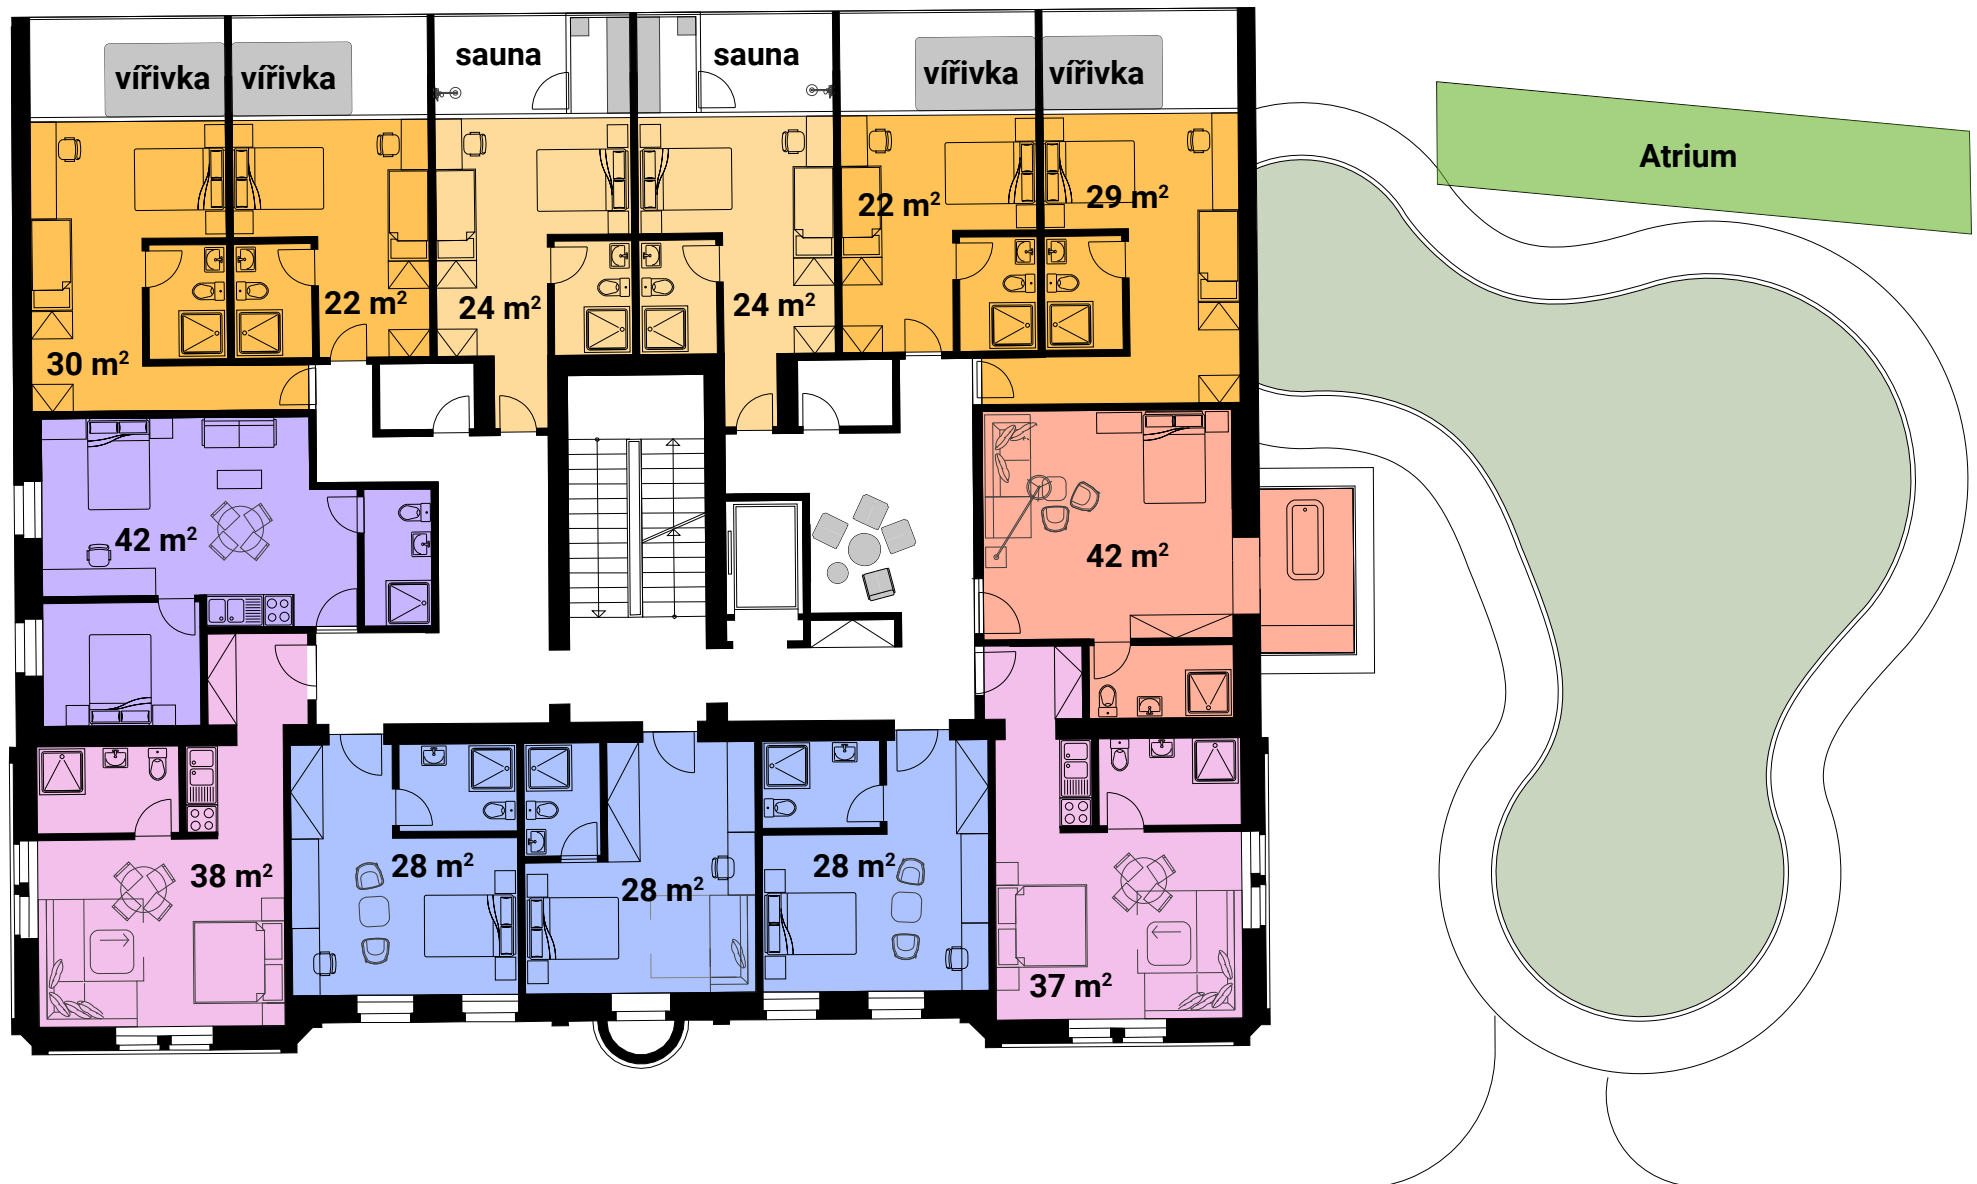 vířivka
vířivka
sauna
sauna
vířivka
vířivka
Atrium
30 m²
22 m²
24 m²
24 m²
22 m²
29 m²
42 m²
42 m²
38 m²
28 m²
28 m²
28 m²
37 m²